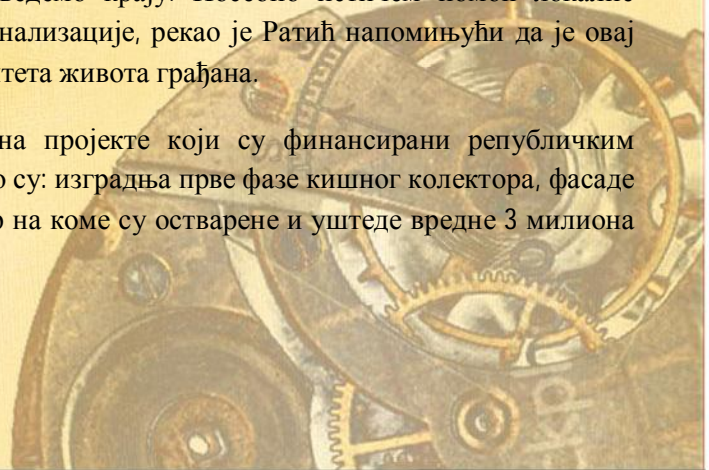 нализације, рекао је Ратић напомињући да је овај
тета живота грађана.
на пројекте који су финансирани републичким
о су: изградња прве фазе кишног колектора, фасаде
о на коме су остварене и уштеде вредне 3 милиона